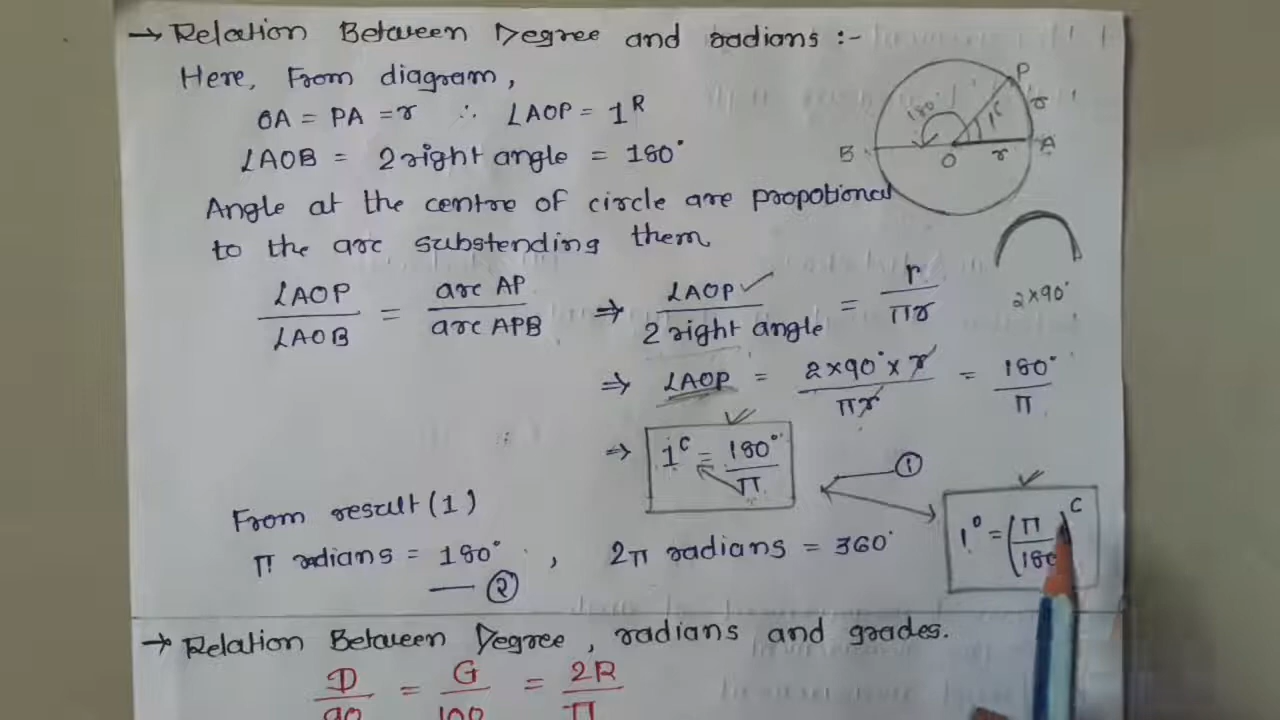 → Relation Between Degree and radians :-
Here, From diagram,
OA = PA = r ∴ ∠AOP = 1ᴿ
∠AOB = 2 right angle = 180°
Angle at the centre of circle are propotional
to the arc substending them
∠AOP / ∠AOB = arc AP / arc APB ⇒ ∠AOP ✓ / 2 right angle = r / πr
⇒ ∠AOP = 2×90°×r / πr = 180° / π
⇒ 1ᶜ = 180° / π
①
From result (1)
π radians = 180° , 2π radians = 360°
— ②
1° = (π / 180)ᶜ
P
180°
1ᶜ
r
B
O
r
A
2×90°
→ Relation Between Degree, radians and grades.
D / 90 = G / 100 = 2R / π